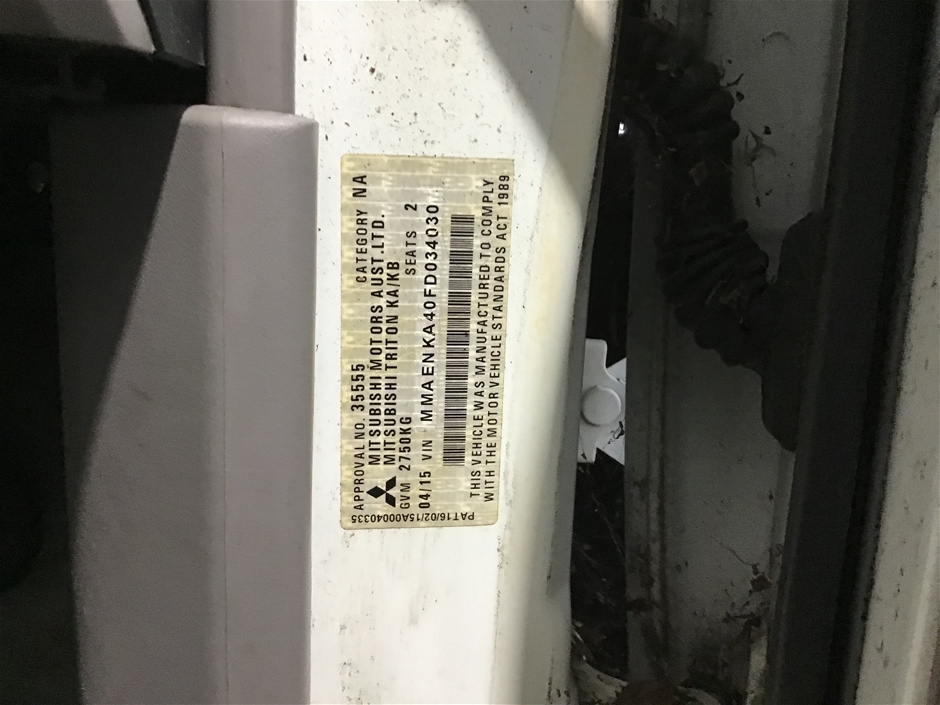 APPROVAL NO. 35555 CATEGORY NA
MITSUBISHI MOTORS AUST.LTD.
MITSUBISHI TRITON KA/KB
GVM 2750KG SEATS 2
04/15 VIN MMAENKA40FD034030
THIS VEHICLE WAS MANUFACTURED TO COMPLY
WITH THE MOTOR VEHICLE STANDARDS ACT 1989
PAT16/02/15A00040335